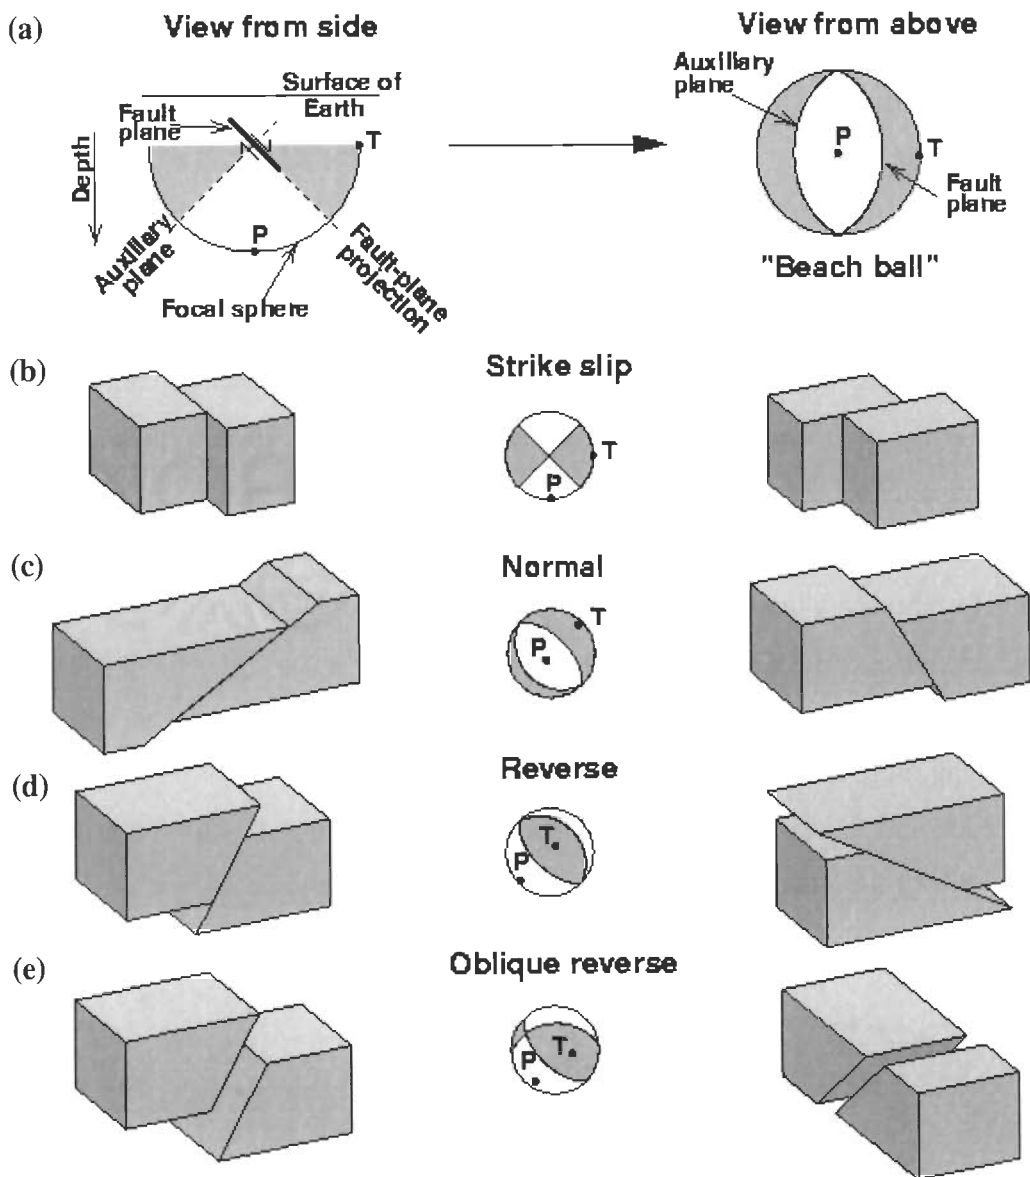 (a)
View from side
Surface of
Earth
Fault
plane
T
Depth
P
Auxiliary
plane
Fault-plane
projection
Focal sphere
View from above
Auxillary
plane
P
T
Fault
plane
"Beach ball"
(b)
Strike slip
T
P
(c)
Normal
T
P
(d)
Reverse
T
P
(e)
Oblique reverse
T
P